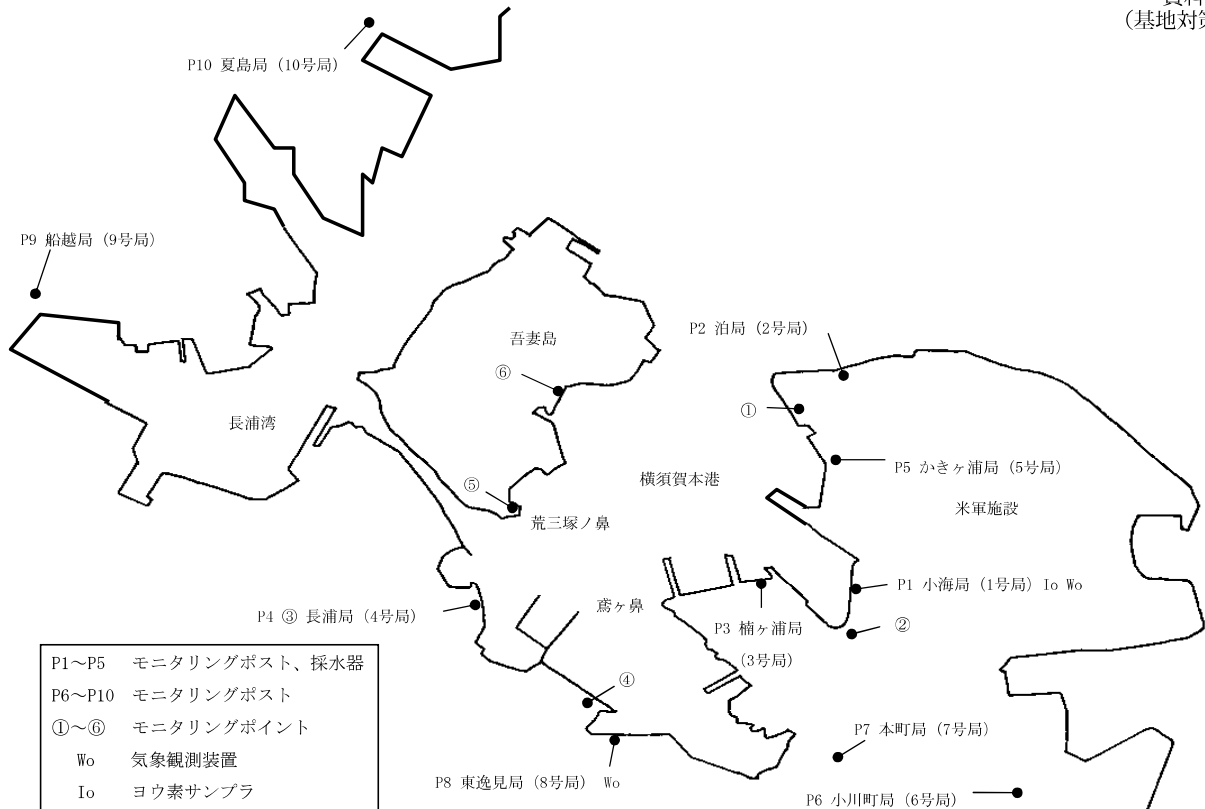 資料
（基地対策
P10 夏島局（10号局）
P9 船越局（9号局）
吾妻島
P2 泊局（2号局）
⑥
①
長浦湾
横須賀本港
P5 かきヶ浦局（5号局）
⑤
荒三塚ノ鼻
米軍施設
P1 小海局（1号局）Io Wo
P4 ③ 長浦局（4号局）
鳶ヶ鼻
P3 楠ヶ浦局
（3号局）
②
④
P7 本町局（7号局）
P8 東逸見局（8号局） Wo
P6 小川町局（6号局）
P1～P5 モニタリングポスト、採水器
P6～P10 モニタリングポスト
①～⑥ モニタリングポイント
Wo 気象観測装置
Io ヨウ素サンプラ